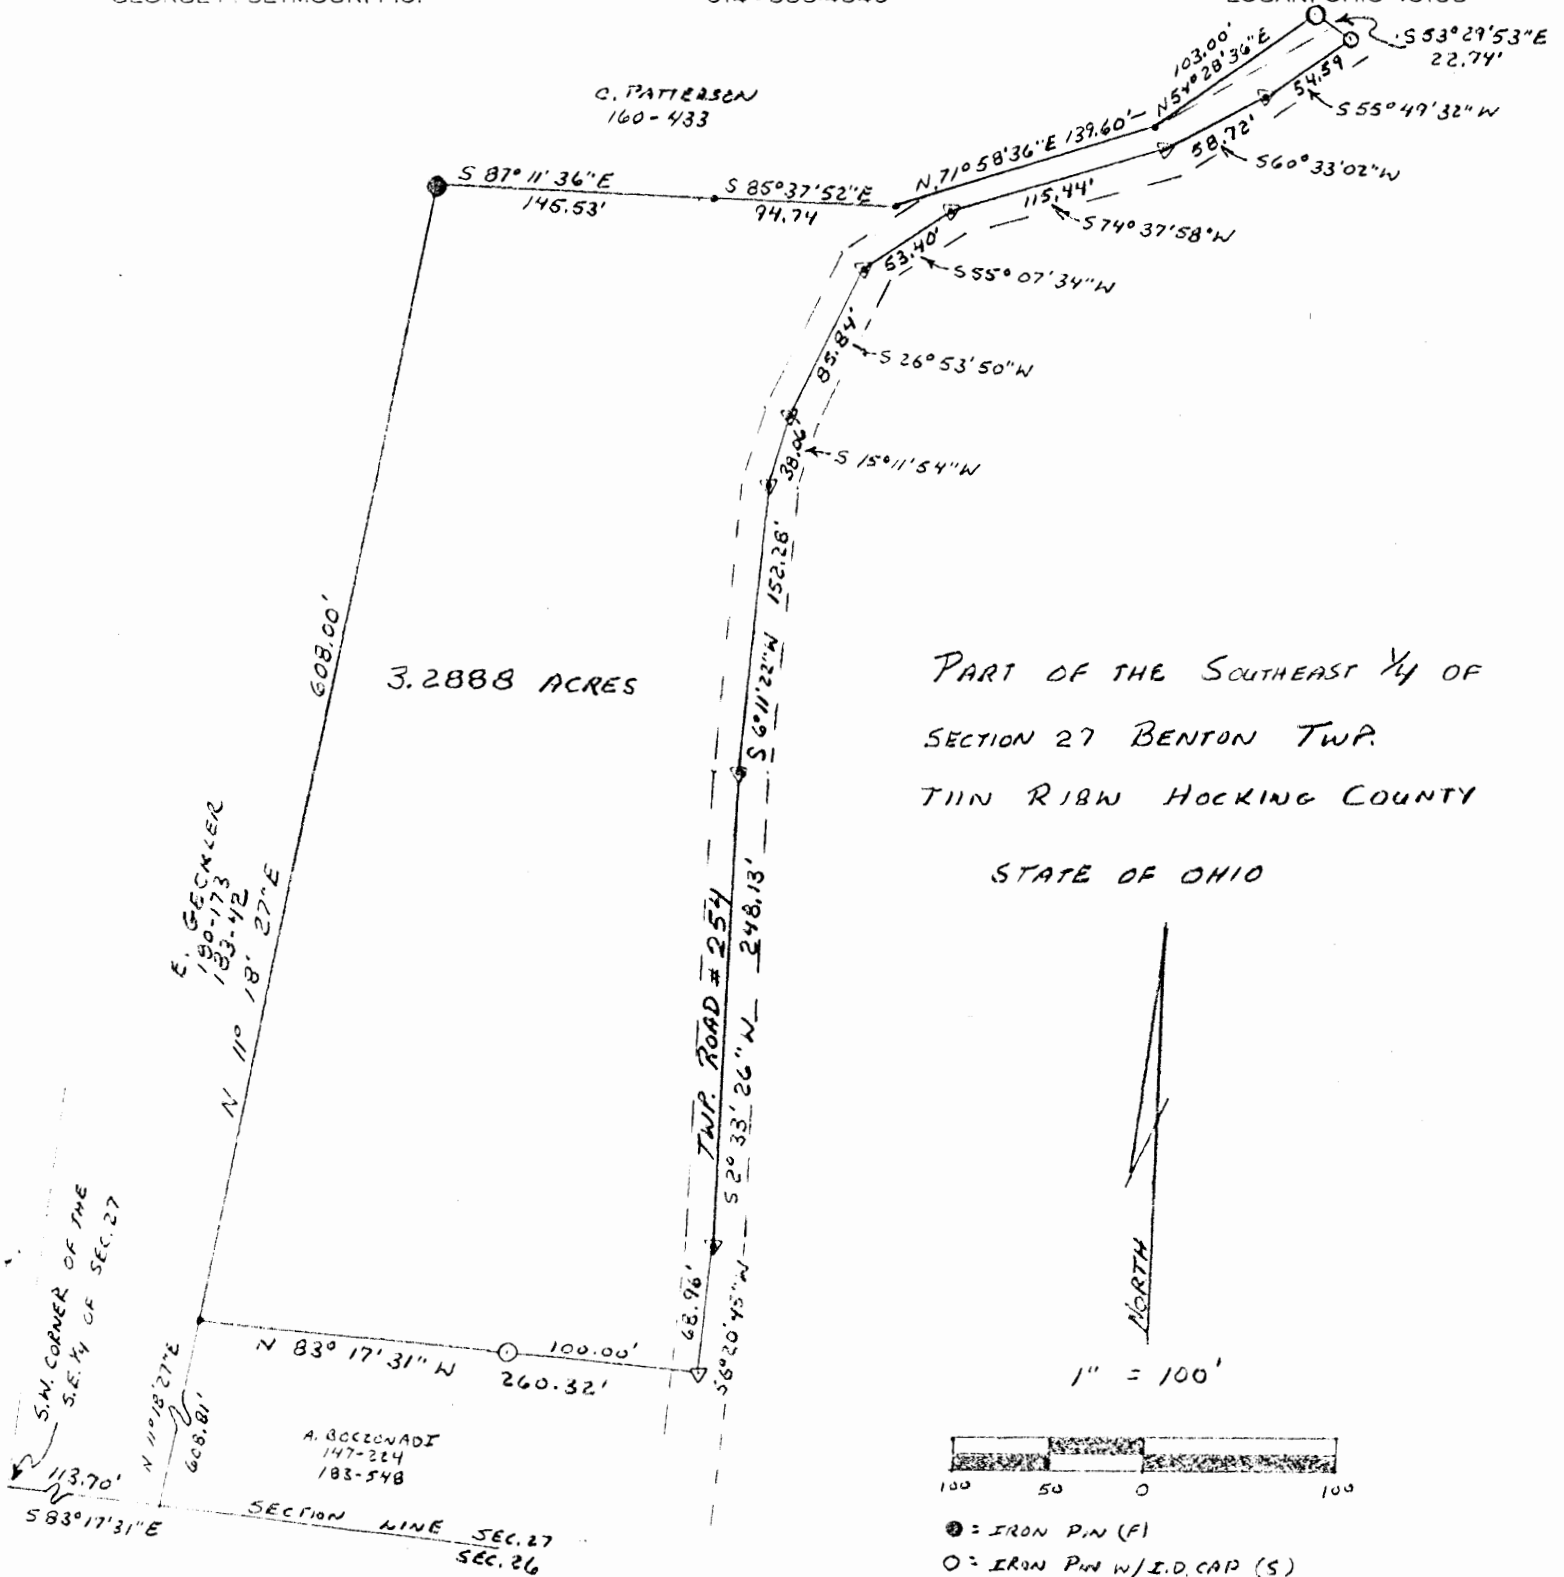 S 53° 29' 53" E
22.74'
103.00'
N 54° 28' 36" E
54.59
S 55° 49' 32" W
C. PATTERSON
160-433
N. 71° 58' 36" E 139.60'
58.72'
S 60° 33' 02" W
S 87° 11' 36" E
145.53'
S 85° 37' 52" E
94.74
115.44'
S 74° 37' 58" W
53.40'
S 55° 07' 34" W
85.84'
S 26° 53' 50" W
38.06'
S 15° 11' 54" W
S 6° 11' 22" W 152.28'
608.00'
3.2888 ACRES
PART OF THE SOUTHEAST 1/4 OF
SECTION 27 BENTON TWP.
T11N R18W HOCKING COUNTY
STATE OF OHIO
E. GECKLER
180-173
183-42
N 11° 18' 27" E
TWP. ROAD # 254
S 2° 33' 26" W 248.13'
NORTH
1" = 100'
S.W. CORNER OF THE
S.E. 1/4 OF SEC. 27
68.96'
S 6° 20' 45" W
N 83° 17' 31" W
100.00'
260.32'
N 11° 18' 27" E
608.81'
A. BOCZONADI
147-224
183-548
113.70'
S 83° 17' 31" E
SECTION LINE SEC. 27
SEC. 26
100 50 0 100
● = IRON PIN (F)
O = IRON PIN W/ I.D. CAP (S)